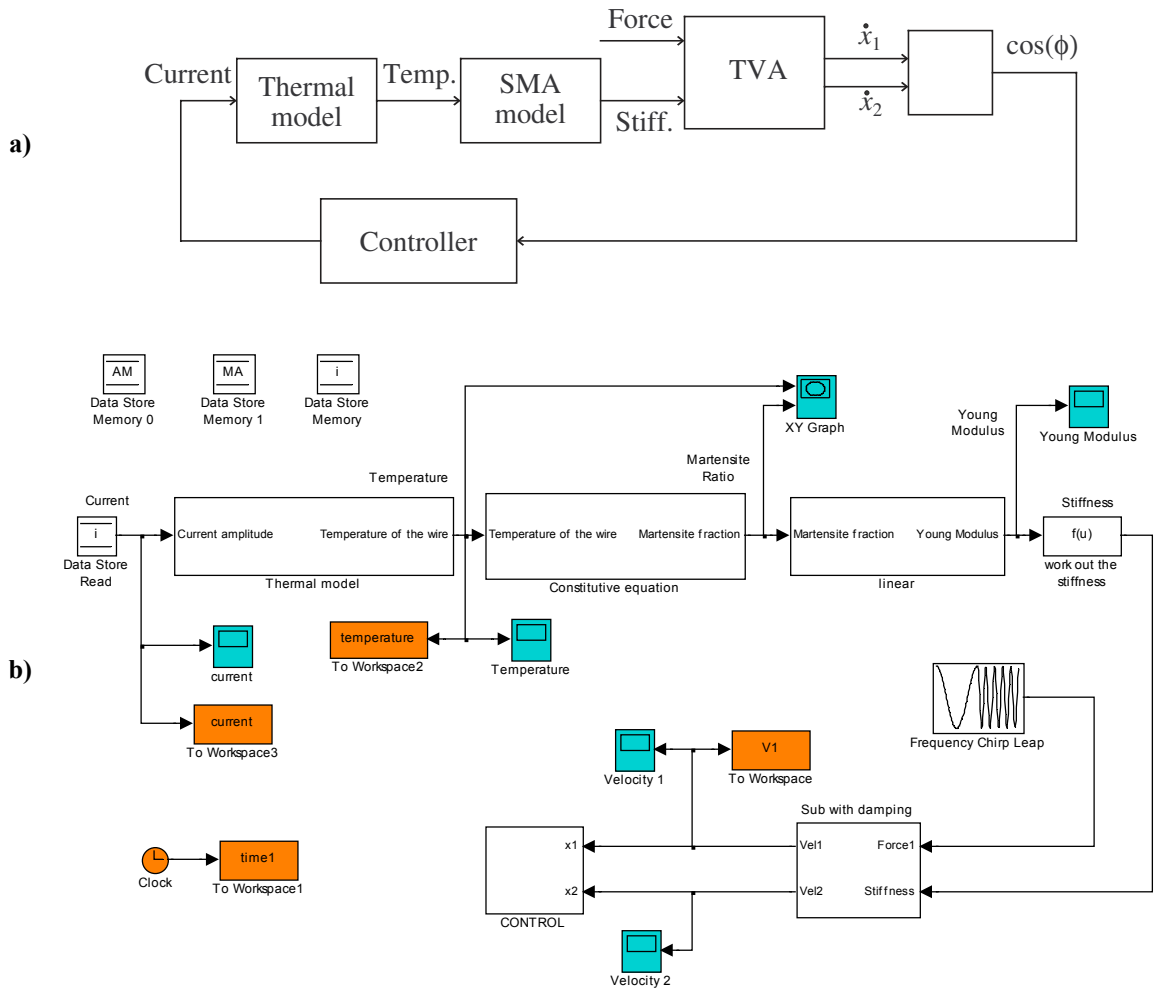 a)
Current
Thermal
model
Temp.
SMA
model
Force
Stiff.
TVA
ẋ1
ẋ2
cos(ϕ)
Controller
b)
AM
Data Store
Memory 0
MA
Data Store
Memory 1
i
Data Store
Memory
XY Graph
Young
Modulus
Young Modulus
Current
i
Data Store
Read
Current amplitude
Temperature of the wire
Thermal model
Temperature
Temperature of the wire
Martensite fraction
Constitutive equation
Martensite
Ratio
Martensite fraction
Young Modulus
linear
Stiffness
f(u)
work out the
stiffness
current
current
To Workspace3
temperature
To Workspace2
Temperature
Frequency Chirp Leap
Velocity 1
V1
To Workspace
Sub with damping
Vel1
Force1
Vel2
Stiffness
x1
x2
CONTROL
Velocity 2
Clock
time1
To Workspace1